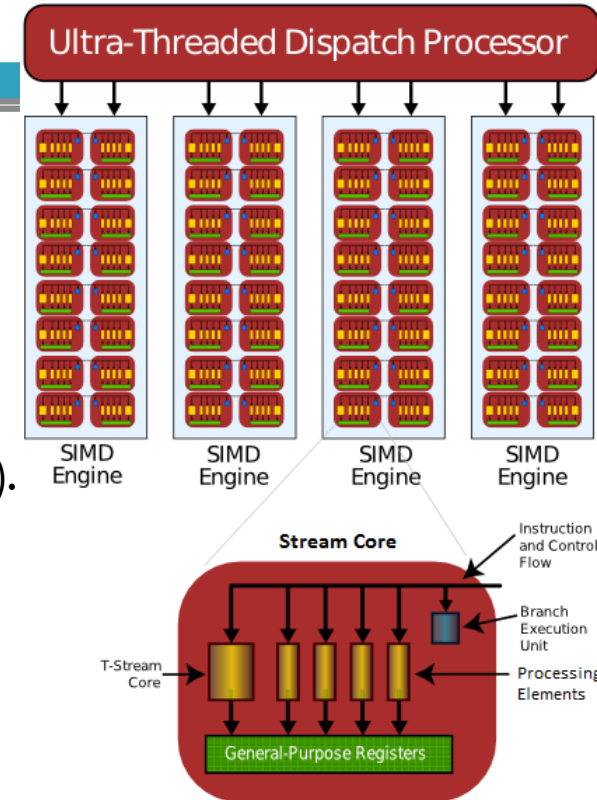 Ultra-Threaded Dispatch Processor
SIMD
Engine
SIMD
Engine
SIMD
Engine
SIMD
Engine
).
Stream Core
Instruction
and Control
Flow
Branch
Execution
Unit
T-Stream
Core
Processing
Elements
General-Purpose Registers